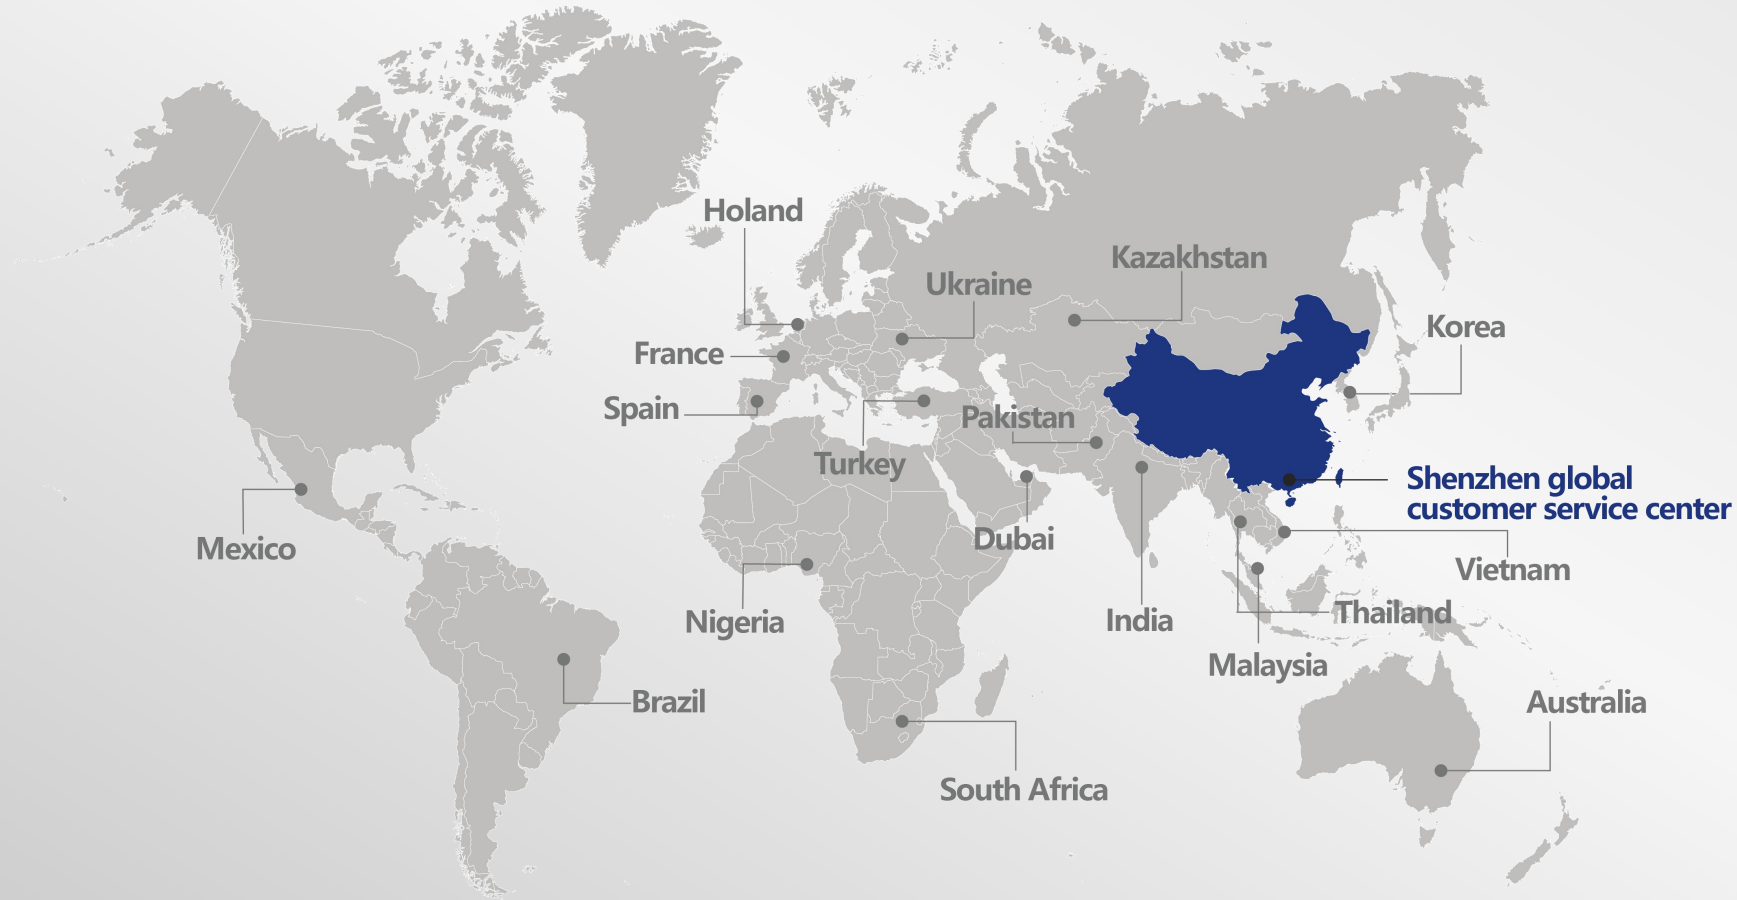 Holand
Kazakhstan
Ukraine
Korea
France
Spain
Pakistan
Turkey
Shenzhen global
customer service center
Dubai
Mexico
Vietnam
Nigeria
India
Thailand
Malaysia
Brazil
Australia
South Africa